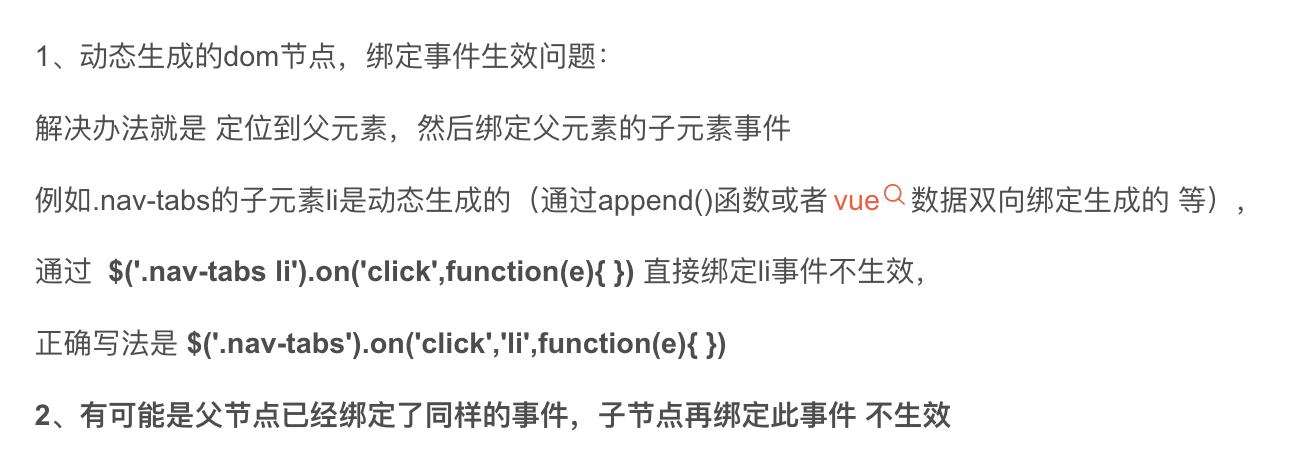 1、动态生成的dom节点，绑定事件生效问题：
解决办法就是 定位到父元素，然后绑定父元素的子元素事件
例如.nav-tabs的子元素li是动态生成的（通过append()函数或者 vue 数据双向绑定生成的 等），
通过  $('.nav-tabs li').on('click',function(e){ }) 直接绑定li事件不生效，
正确写法是 $('.nav-tabs').on('click','li',function(e){ })
2、有可能是父节点已经绑定了同样的事件，子节点再绑定此事件 不生效